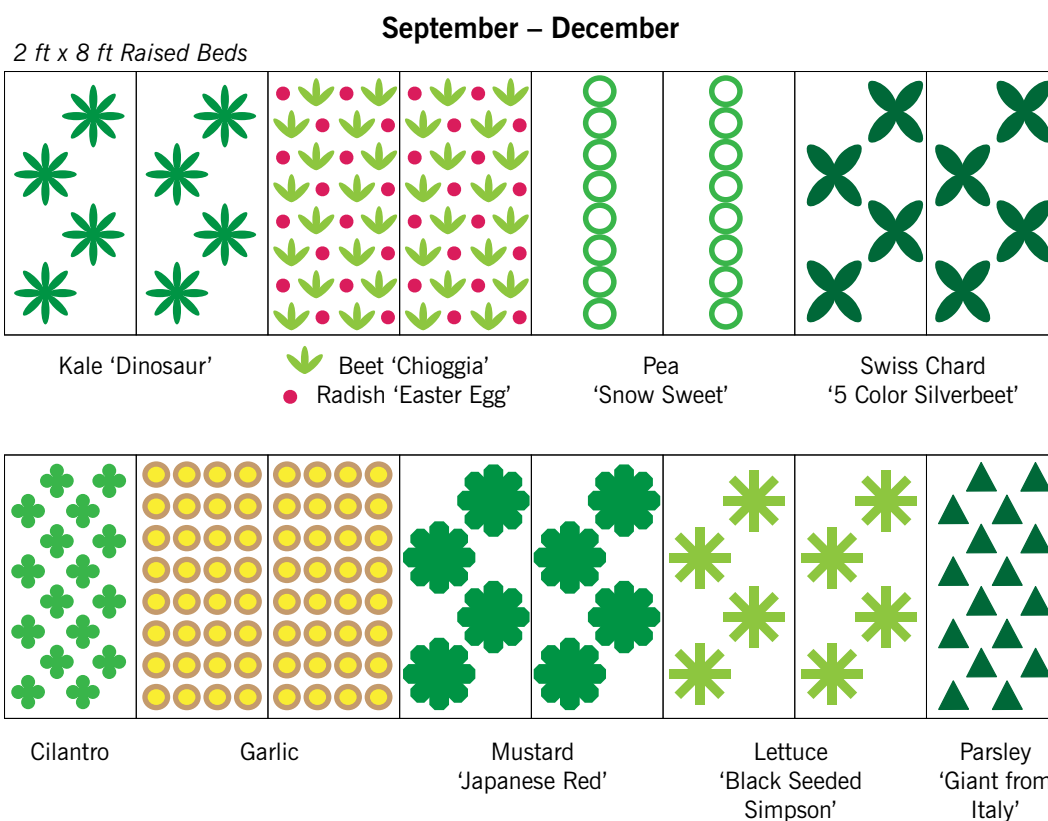 September – December
2 ft x 8 ft Raised Beds
Kale ‘Dinosaur’
Beet ‘Chioggia’
Radish ‘Easter Egg’
Pea
‘Snow Sweet’
Swiss Chard
‘5 Color Silverbeet’
Cilantro
Garlic
Mustard
‘Japanese Red’
Lettuce
‘Black Seeded
Simpson’
Parsley
‘Giant from
Italy’